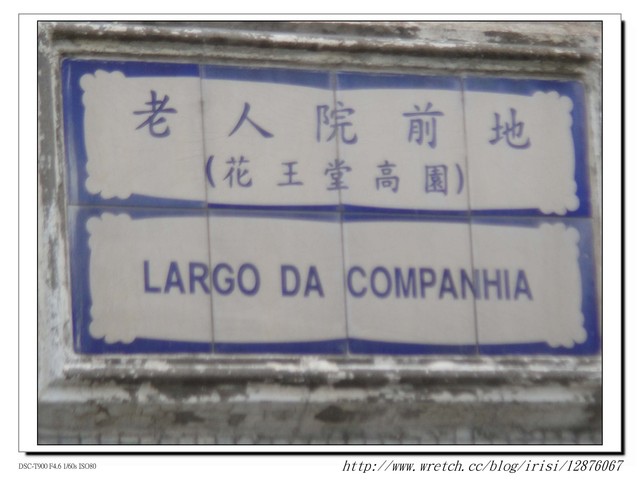 老人院前地
(花王堂高園)
LARGO DA COMPANHIA
DSC-T900 F4.6 1/60s ISO80
http://www.wretch.cc/blog/irisi/12876067